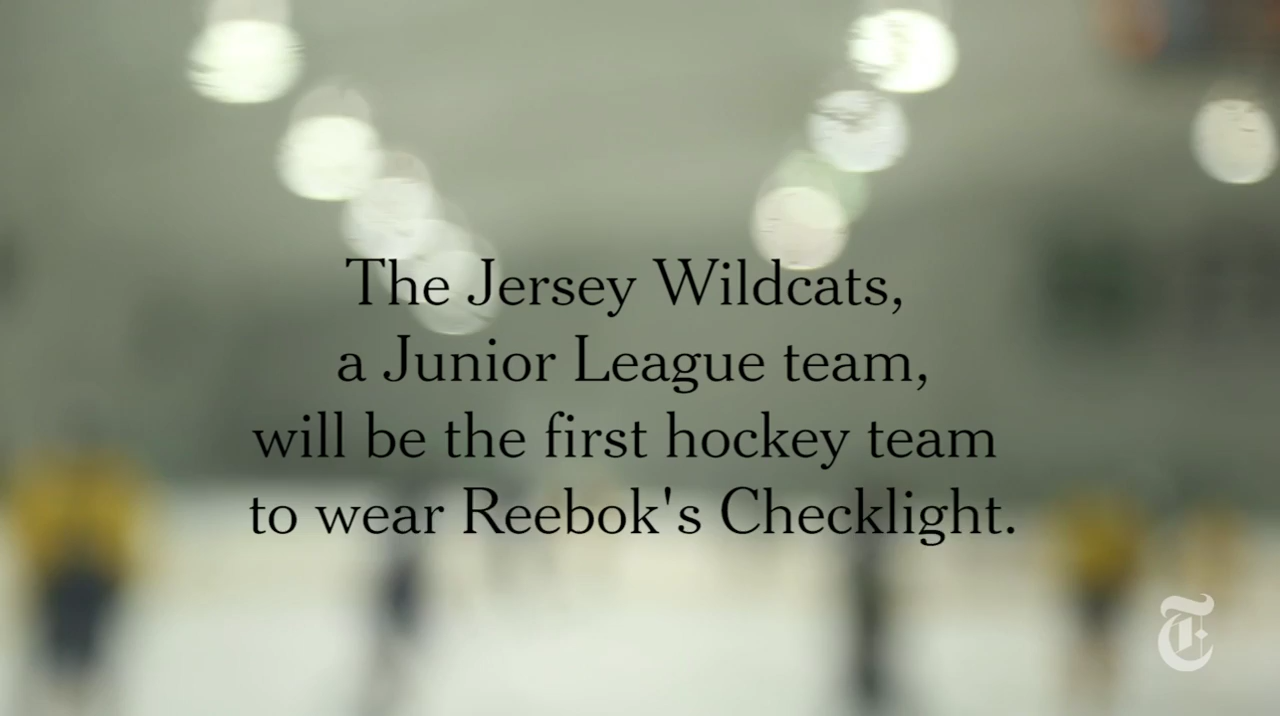 The Jersey Wildcats,
a Junior League team,
will be the first hockey team
to wear Reebok's Checklight.
T